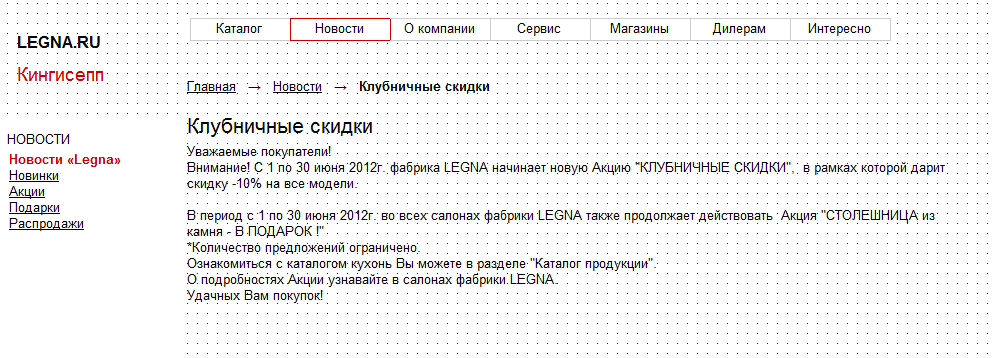 Каталог Новости О компании Сервис Магазины Дилерам Интересно
LEGNA.RU
Кингисепп
Главная → Новости → Клубничные скидки
Клубничные скидки
НОВОСТИ
Новости «Legna»
Новинки
Акции
Подарки
Распродажи
Уважаемые покупатели!
Внимание! С 1 по 30 июня 2012г. фабрика LEGNA начинает новую Акцию "КЛУБНИЧНЫЕ СКИДКИ", в рамках которой дарит
скидку -10% на все модели.
В период с 1 по 30 июня 2012г. во всех салонах фабрики LEGNA также продолжает действовать Акция "СТОЛЕШНИЦА из
камня - В ПОДАРОК !"
*Количество предложений ограничено.
Ознакомиться с каталогом кухонь Вы можете в разделе "Каталог продукции".
О подробностях Акции узнавайте в салонах фабрики LEGNA.
Удачных Вам покупок!